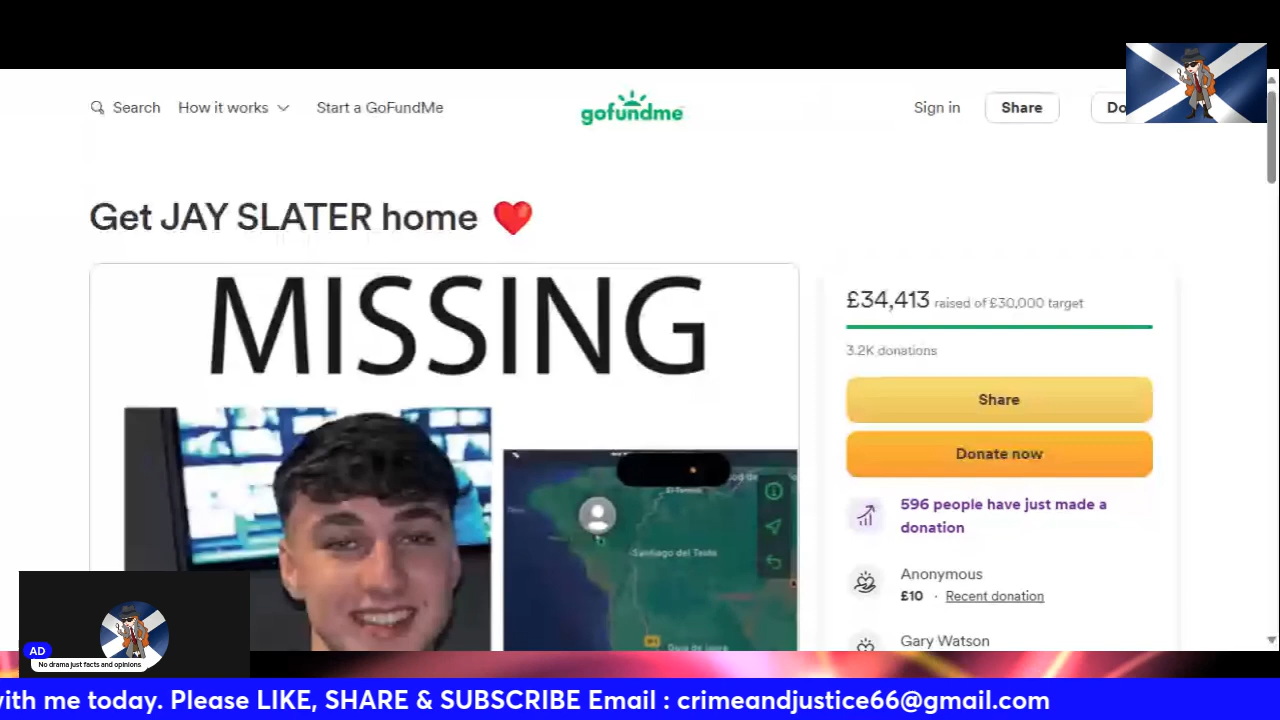 Search How it works Start a GoFundMe gofundme Sign in Share Do
Get JAY SLATER home
MISSING
Santiago del Teide
£34,413 raised of £30,000 target
3.2K donations
Share
Donate now
596 people have just made a
donation
Anonymous
£10 · Recent donation
Gary Watson
AD
No drama just facts and opinions
with me today. Please LIKE, SHARE & SUBSCRIBE Email : crimeandjustice66@gmail.com